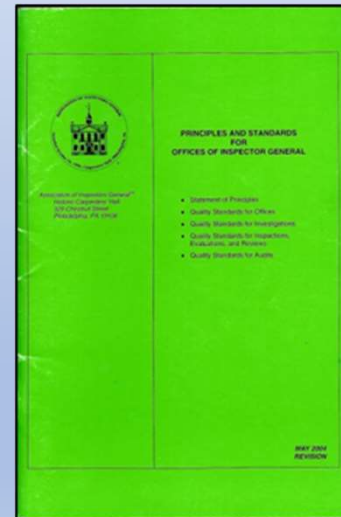 PRINCIPLES AND STANDARDS
FOR
OFFICES OF INSPECTOR GENERAL
Association of Inspectors General
Historic Carpenters' Hall
320 Chestnut Street
Philadelphia, PA 19106
• Statement of Principles
• Quality Standards for Offices
• Quality Standards for Investigations
• Quality Standards for Inspections,
Evaluations, and Reviews
• Quality Standards for Audits
MAY 2004
REVISION